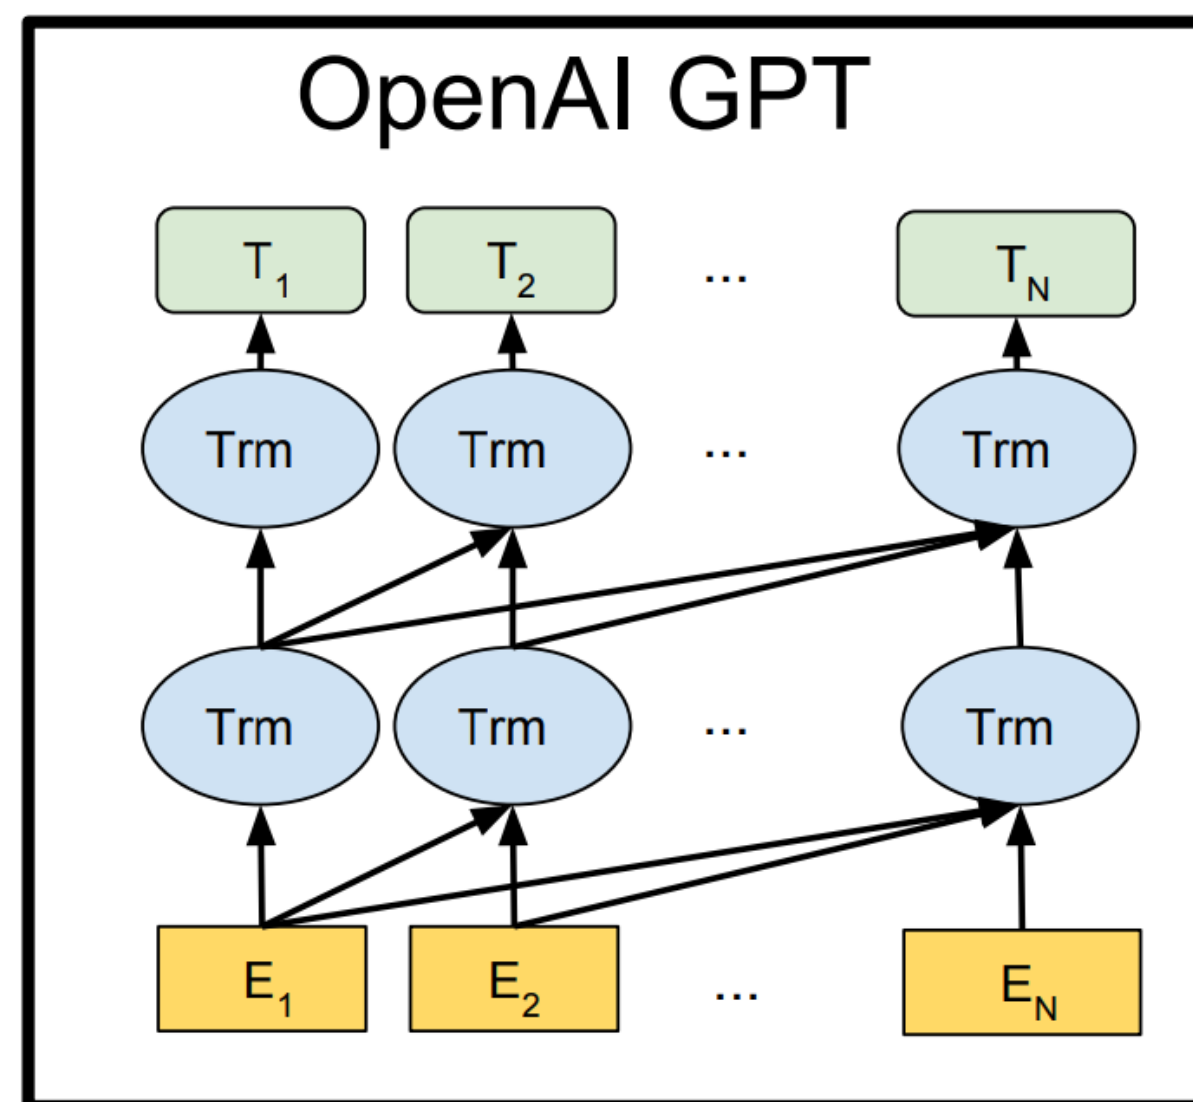 OpenAI GPT
T1 T2 ... TN
Trm Trm ... Trm
Trm Trm ... Trm
E1 E2 ... EN